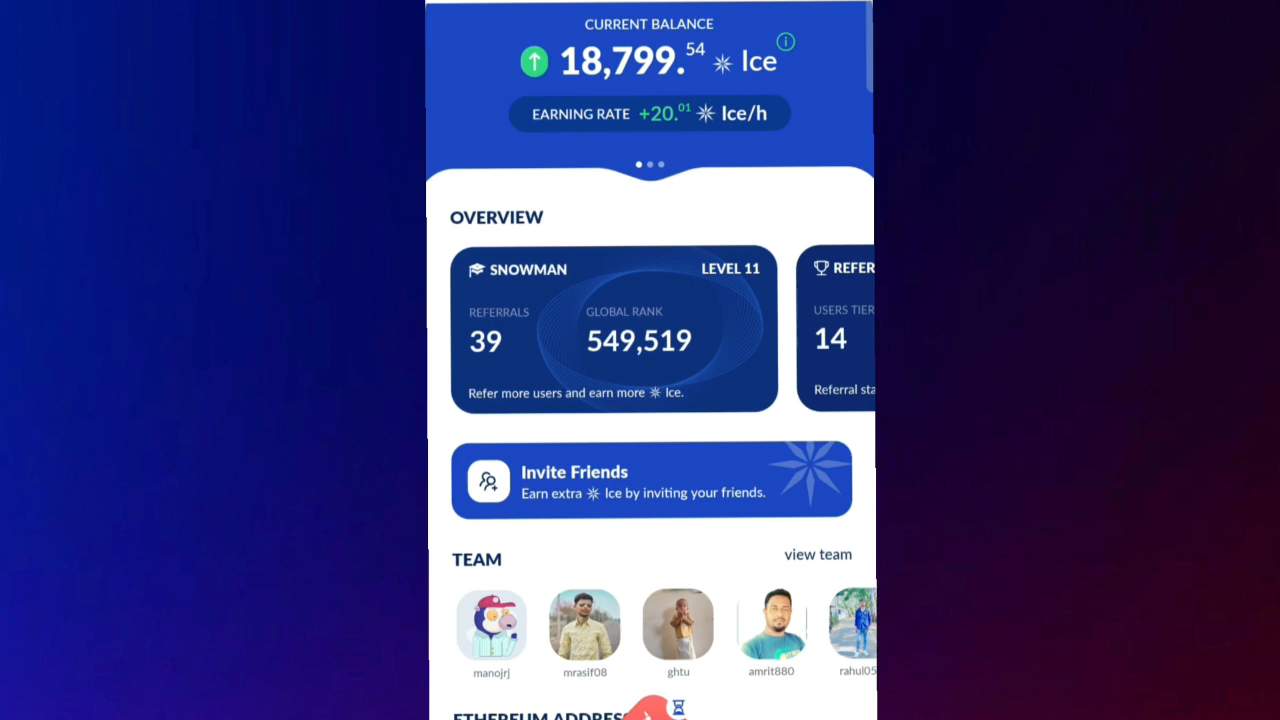 CURRENT BALANCE
18,799.54 Ice
EARNING RATE +20.01 Ice/h
OVERVIEW
SNOWMAN LEVEL 11
REFERRALS GLOBAL RANK
39 549,519
Refer more users and earn more Ice.
REFER
USERS TIER
14
Referral sta
Invite Friends
Earn extra Ice by inviting your friends.
TEAM view team
manojrj mrasif08 ghtu amrit880 rahul05
ETHEREUM ADDRESS